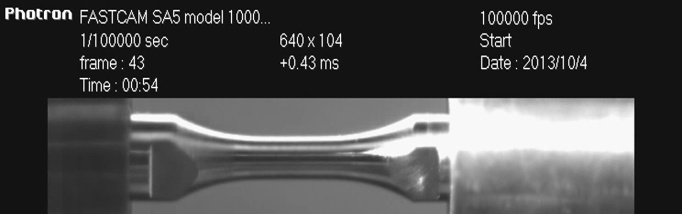 Photron FASTCAM SA5 model 1000... 100000 fps
1/100000 sec 640 x 104 Start
frame : 43 +0.43 ms Date : 2013/10/4
Time : 00:54